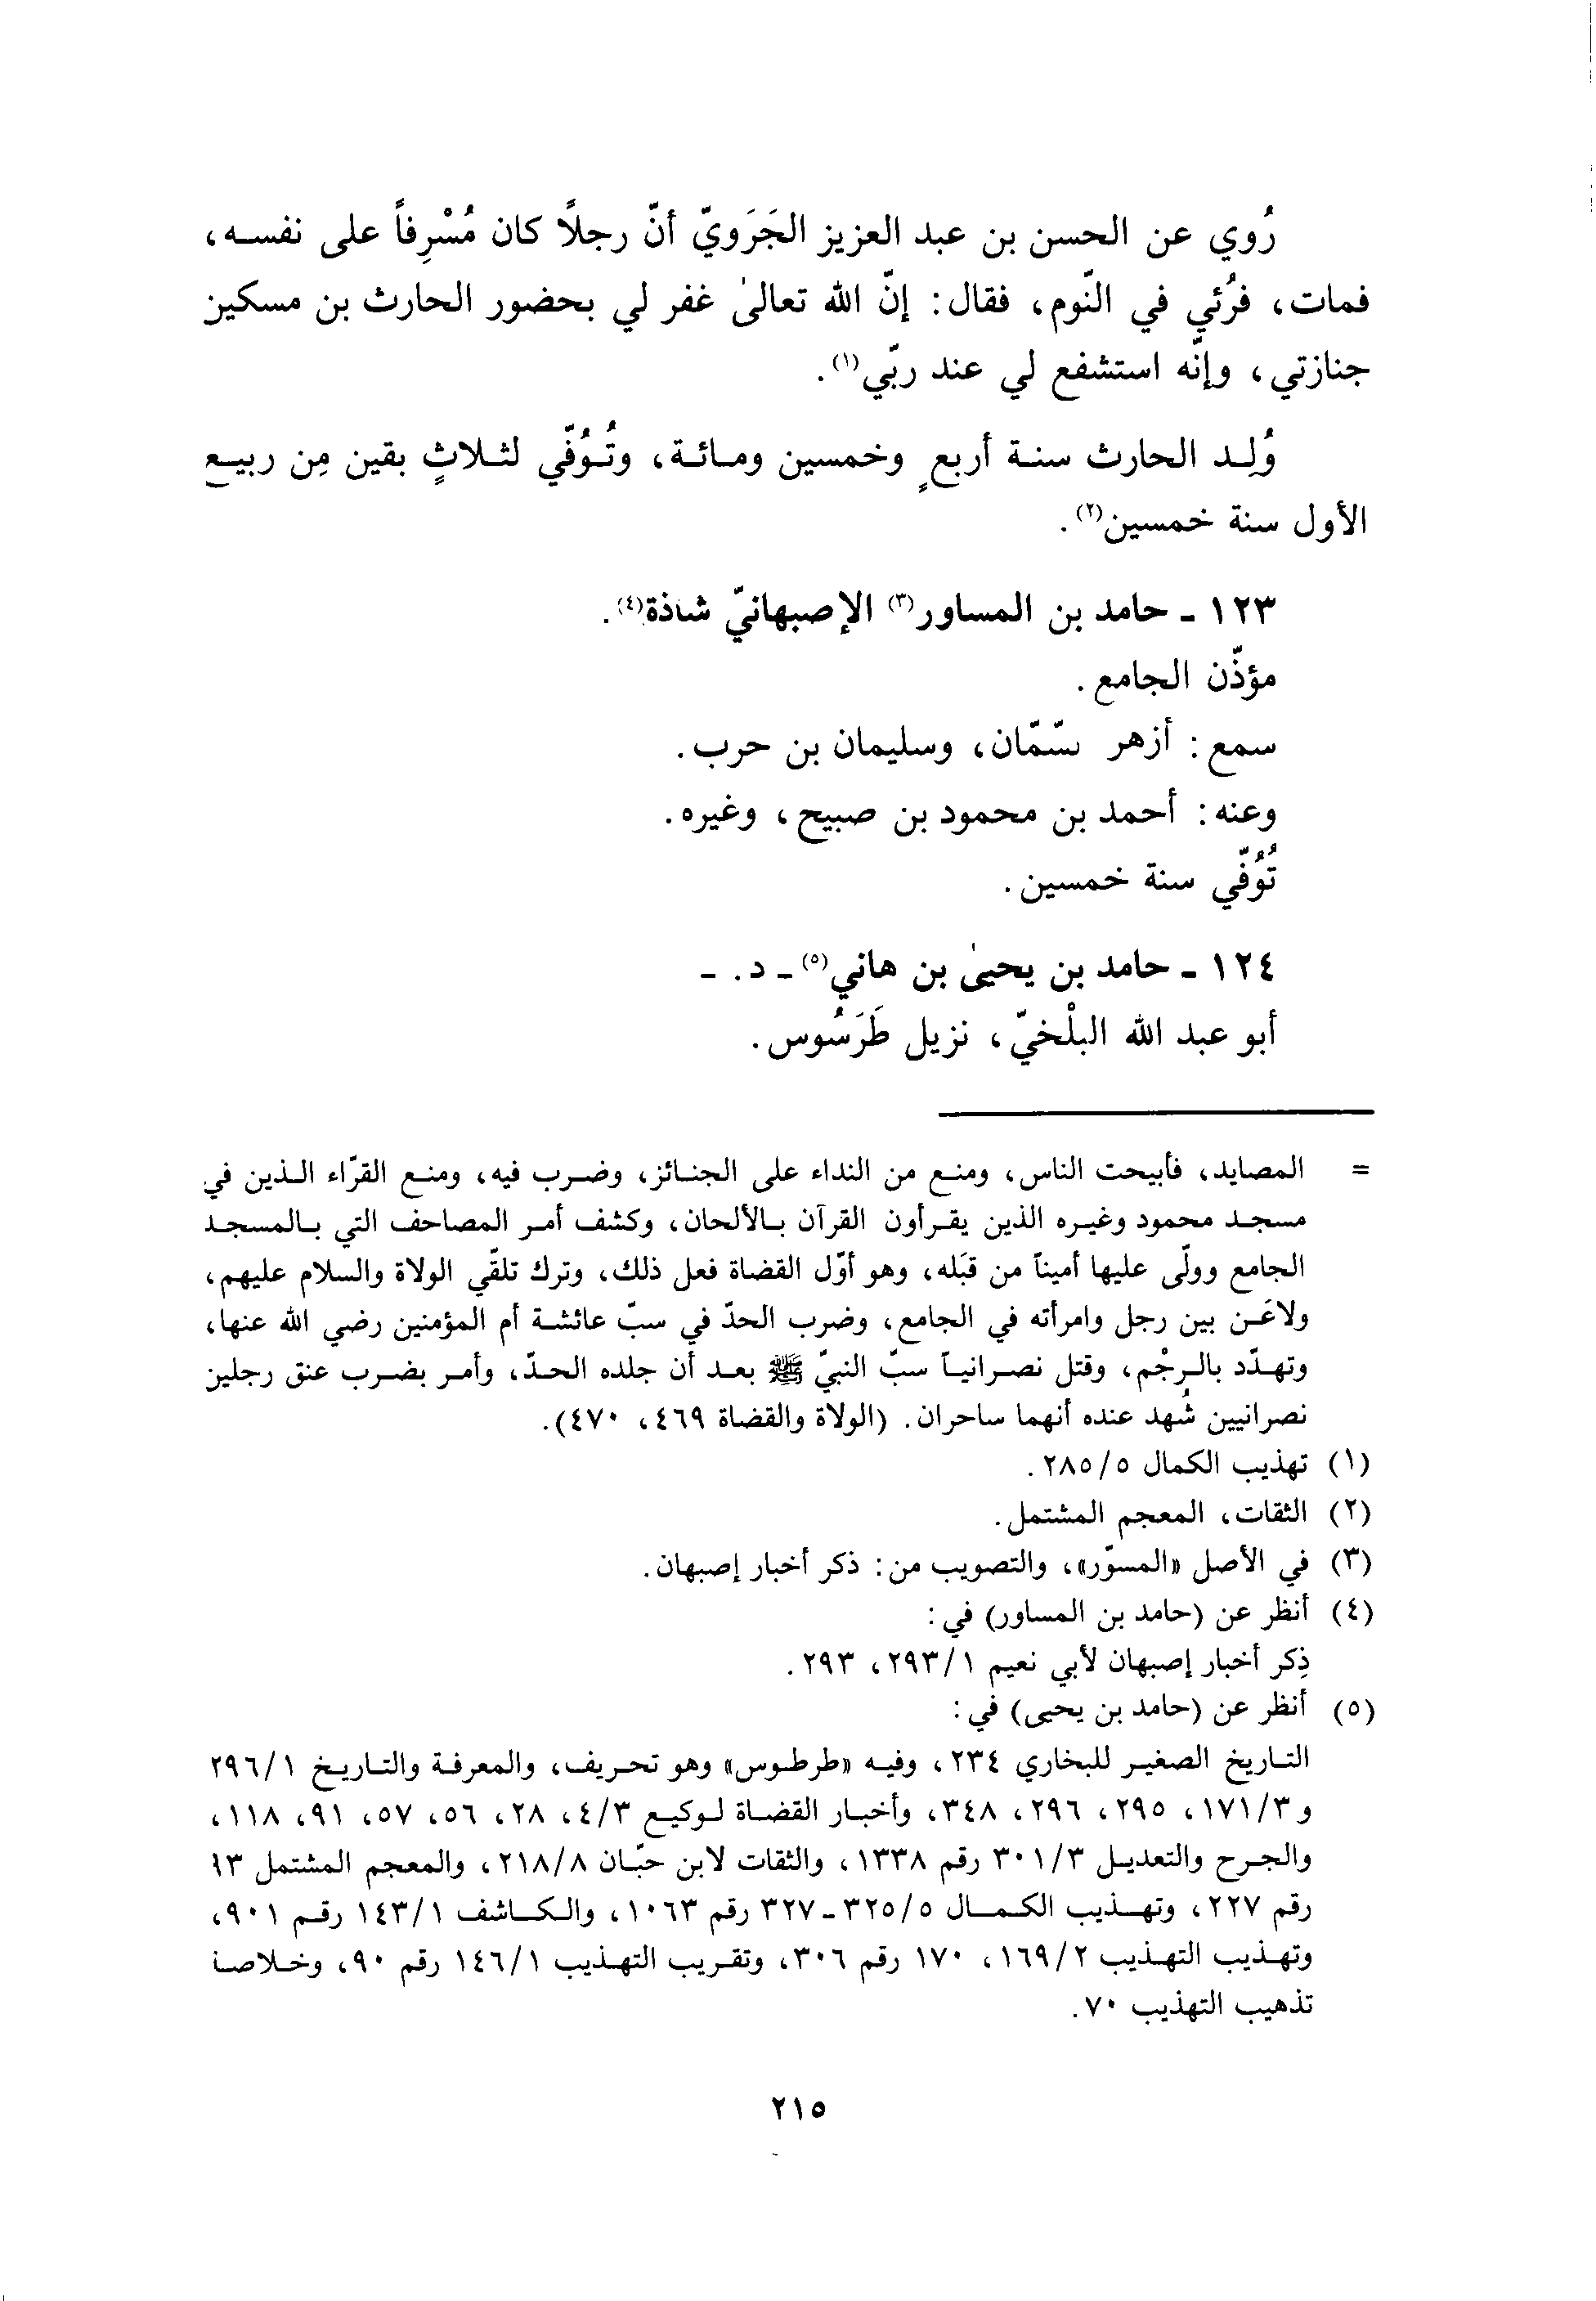 رُوي عن الحسن بن عبد العزيز الجَرَويّ أنّ رجلاً كان مُسْرِفاً على نفسه،
فمات، فرُئي في النّوم، فقال: إنّ الله تعالىٰ غفر لي بحضور الحارث بن مسكين
جنازتي، وإنّه استشفع لي عند ربّي(١).
وُلِد الحارث سنة أربعٍ وخمسين ومائة، وتُوُفّي لثلاثٍ بقين مِن ربيع
الأول سنة خمسين(٢).
١٢٣ ـ حامد بن المساور(٣) الإصبهانيّ شاذة(٤).
مؤذّن الجامع.
سمع: أزهر سّمّان، وسليمان بن حرب.
وعنه: أحمد بن محمود بن صبيح، وغيره.
تُوُفّي سنة خمسين.
١٢٤ ـ حامد بن يحيىٰ بن هاني(٥) ـ د. ـ
أبو عبد الله البلْخيّ، نزيل طَرَسُوس.
= المصايد، فأبيحت الناس، ومنع من النداء على الجنائز، وضرب فيه، ومنع القرّاء الذين في
مسجد محمود وغيره الذين يقرأون القرآن بالألحان، وكشف أمر المصاحف التي بالمسجد
الجامع وولّى عليها أميناً من قبَله، وهو أوّل القضاة فعل ذلك، وترك تلقّي الولاة والسلام عليهم،
ولاعَن بين رجل وامرأته في الجامع، وضرب الحدّ في سبّ عائشة أم المؤمنين رضي الله عنها،
وتهدّد بالرجْم، وقتل نصرانياً سبّ النبيّ ﷺ بعد أن جلده الحدّ، وأمر بضرب عنق رجلين
نصرانيين شُهد عنده أنهما ساحران. (الولاة والقضاة ٤٦٩، ٤٧٠).
(١) تهذيب الكمال ٥/٢٨٥.
(٢) الثقات، المعجم المشتمل.
(٣) في الأصل «المسوّر»، والتصويب من: ذكر أخبار إصبهان.
(٤) أنظر عن (حامد بن المساور) في:
ذِكر أخبار إصبهان لأبي نعيم ١/٢٩٣، ٢٩٣.
(٥) أنظر عن (حامد بن يحيى) في:
التاريخ الصغير للبخاري ٢٣٤، وفيه «طرطوس» وهو تحريف، والمعرفة والتاريخ ١/٢٩٦
و ٣/١٧١، ٢٩٥، ٢٩٦، ٣٤٨، وأخبار القضاة لوكيع ٣/٤، ٢٨، ٥٦، ٥٧، ٩١، ١١٨،
والجرح والتعديل ٣/٣٠١ رقم ١٣٣٨، والثقات لابن حبّان ٨/٢١٨، والمعجم المشتمل ٩٣
رقم ٢٢٧، وتهذيب الكمال ٥/٣٢٥ـ٣٢٧ رقم ١٠٦٣، والكاشف ١/١٤٣ رقم ٩٠١،
وتهذيب التهذيب ٢/١٦٩، ١٧٠ رقم ٣٠٦، وتقريب التهذيب ١/١٤٦ رقم ٩٠، وخلاصة
تذهيب التهذيب ٧٠.
٢١٥